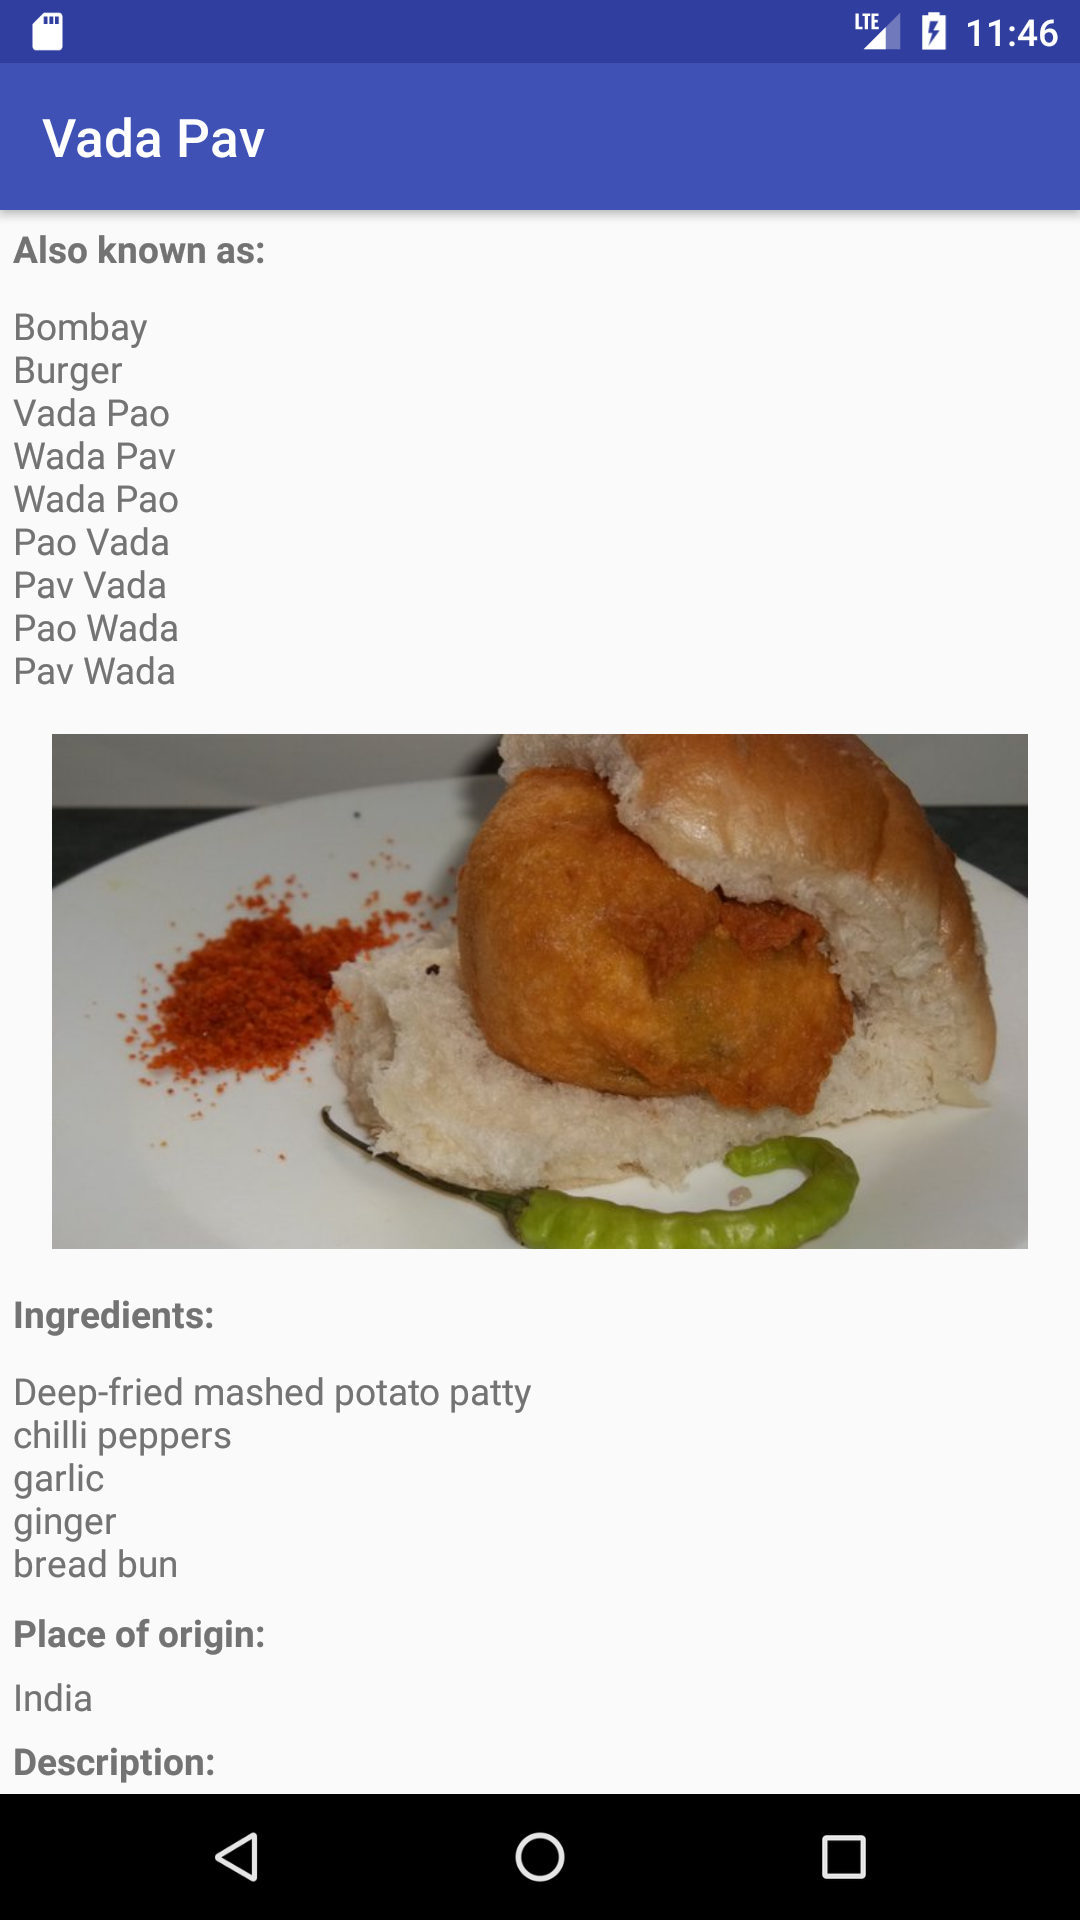 LTE 11:46
Vada Pav
Also known as:
Bombay
Burger
Vada Pao
Wada Pav
Wada Pao
Pao Vada
Pav Vada
Pao Wada
Pav Wada
Ingredients:
Deep-fried mashed potato patty
chilli peppers
garlic
ginger
bread bun
Place of origin:
India
Description: